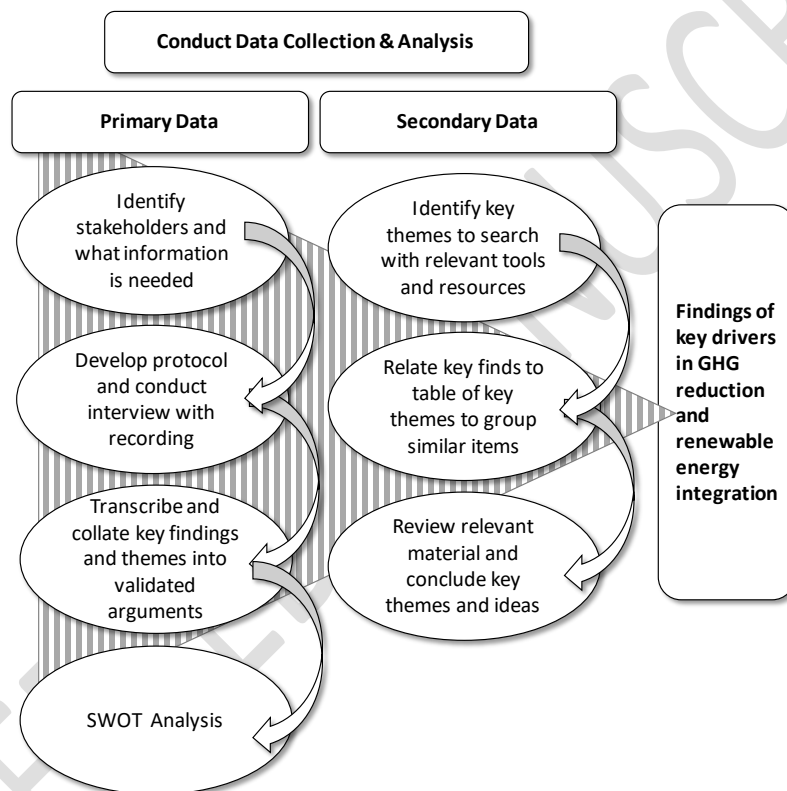 Conduct Data Collection & Analysis
Primary Data
Secondary Data
Identify
stakeholders and
what information
is needed
Develop protocol
and conduct
interview with
recording
Transcribe and
collate key findings
and themes into
validated
arguments
SWOT Analysis
Identify key
themes to search
with relevant tools
and resources
Relate key finds to
table of key
themes to group
similar items
Review relevant
material and
conclude key
themes and ideas
Findings of
key drivers
in GHG
reduction
and
renewable
energy
integration